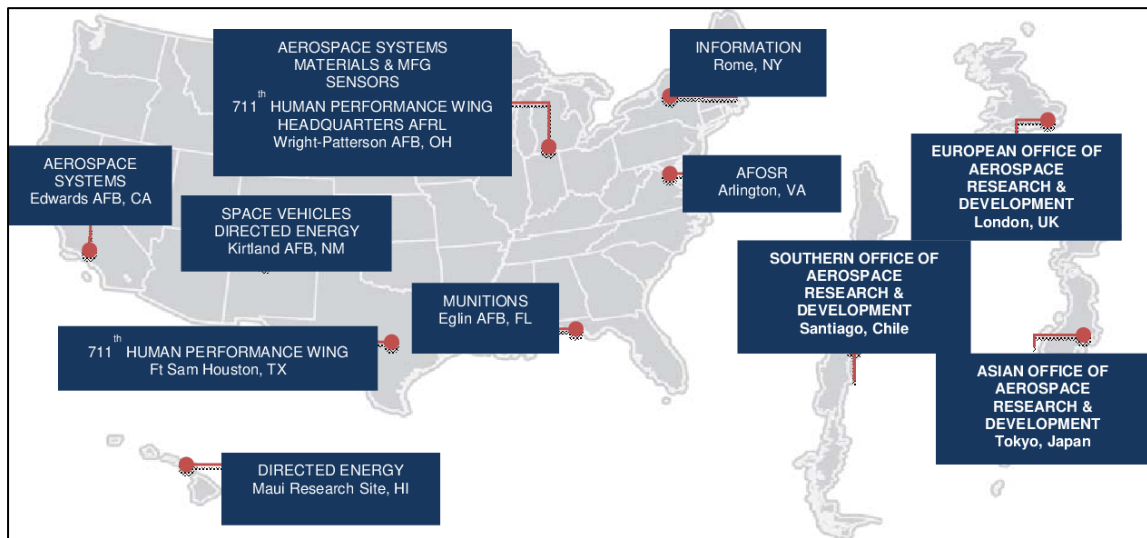 AEROSPACE SYSTEMS
MATERIALS & MFG
SENSORS
711th HUMAN PERFORMANCE WING
HEADQUARTERS AFRL
Wright-Patterson AFB, OH
INFORMATION
Rome, NY
EUROPEAN OFFICE OF
AEROSPACE
RESEARCH &
DEVELOPMENT
London, UK
AEROSPACE
SYSTEMS
Edwards AFB, CA
AFOSR
Arlington, VA
SPACE VEHICLES
DIRECTED ENERGY
Kirtland AFB, NM
SOUTHERN OFFICE OF
AEROSPACE
RESEARCH &
DEVELOPMENT
Santiago, Chile
MUNITIONS
Eglin AFB, FL
711th HUMAN PERFORMANCE WING
Ft Sam Houston, TX
ASIAN OFFICE OF
AEROSPACE
RESEARCH &
DEVELOPMENT
Tokyo, Japan
DIRECTED ENERGY
Maui Research Site, HI